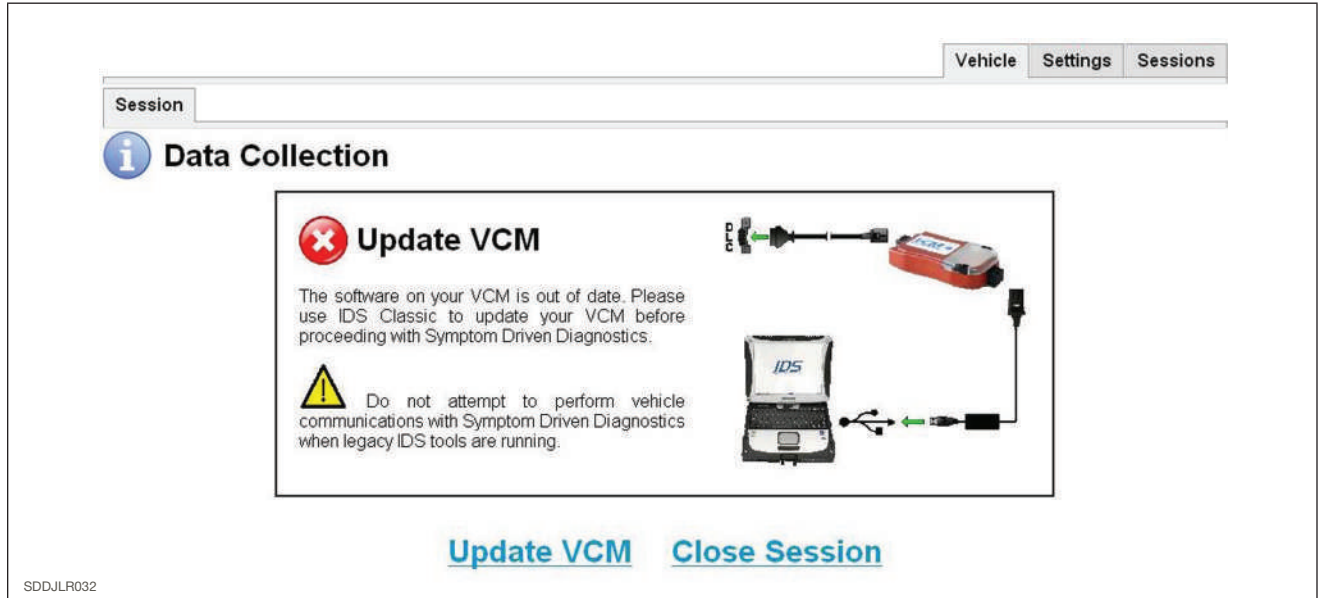 Vehicle Settings Sessions
Session
Data Collection
Update VCM
The software on your VCM is out of date. Please
use IDS Classic to update your VCM before
proceeding with Symptom Driven Diagnostics.
Do not attempt to perform vehicle
communications with Symptom Driven Diagnostics
when legacy IDS tools are running.
VCM
IDS
Update VCM Close Session
SDDJLR032